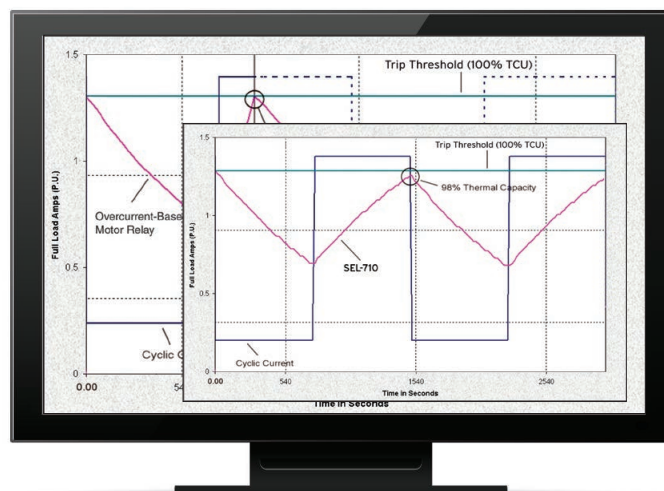 1.5
Trip Threshold (100% TCU)
1
Overcurrent-Base
Motor Relay
0.5
Full Load Amps (P.U.)
Cyclic C
0
0.00
54
Time in Seconds
1.5
Trip Threshold (100% TCU)
98% Thermal Capacity
1
SEL-710
0.5
Full Load Amps (P.U.)
Cyclic Current
0
0.00
540
1540
2540
Time in Seconds